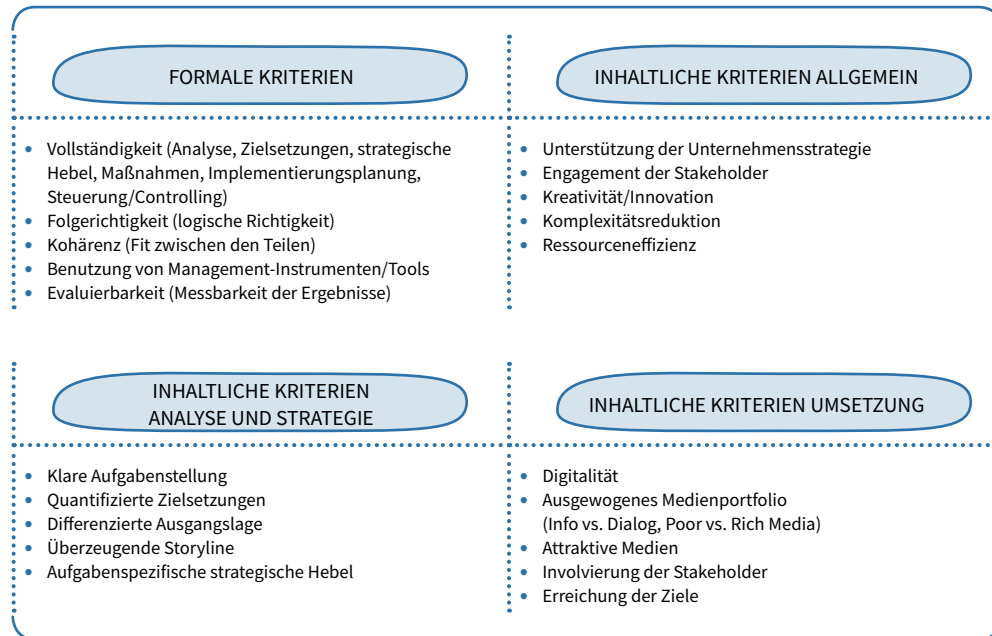 FORMALE KRITERIEN
• Vollständigkeit (Analyse, Zielsetzungen, strategische
Hebel, Maßnahmen, Implementierungsplanung,
Steuerung/Controlling)
• Folgerichtigkeit (logische Richtigkeit)
• Kohärenz (Fit zwischen den Teilen)
• Benutzung von Management-Instrumenten/Tools
• Evaluierbarkeit (Messbarkeit der Ergebnisse)
INHALTLICHE KRITERIEN ALLGEMEIN
• Unterstützung der Unternehmensstrategie
• Engagement der Stakeholder
• Kreativität/Innovation
• Komplexitätsreduktion
• Ressourceneffizienz
INHALTLICHE KRITERIEN
ANALYSE UND STRATEGIE
• Klare Aufgabenstellung
• Quantifizierte Zielsetzungen
• Differenzierte Ausgangslage
• Überzeugende Storyline
• Aufgabenspezifische strategische Hebel
INHALTLICHE KRITERIEN UMSETZUNG
• Digitalität
• Ausgewogenes Medienportfolio
(Info vs. Dialog, Poor vs. Rich Media)
• Attraktive Medien
• Involvierung der Stakeholder
• Erreichung der Ziele